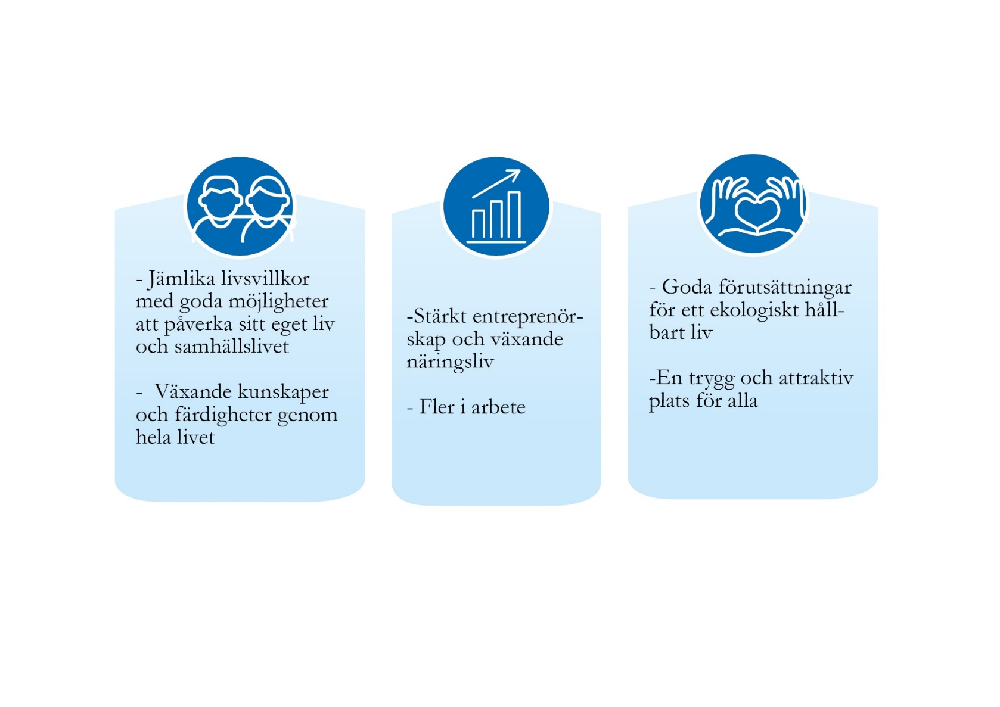 - Jämlika livsvillkor
med goda möjligheter
att påverka sitt eget liv
och samhällslivet
-  Växande kunskaper
och färdigheter genom
hela livet
-Stärkt entreprenör-
skap och växande
näringsliv
- Fler i arbete
- Goda förutsättningar
för ett ekologiskt håll-
bart liv
-En trygg och attraktiv
plats för alla